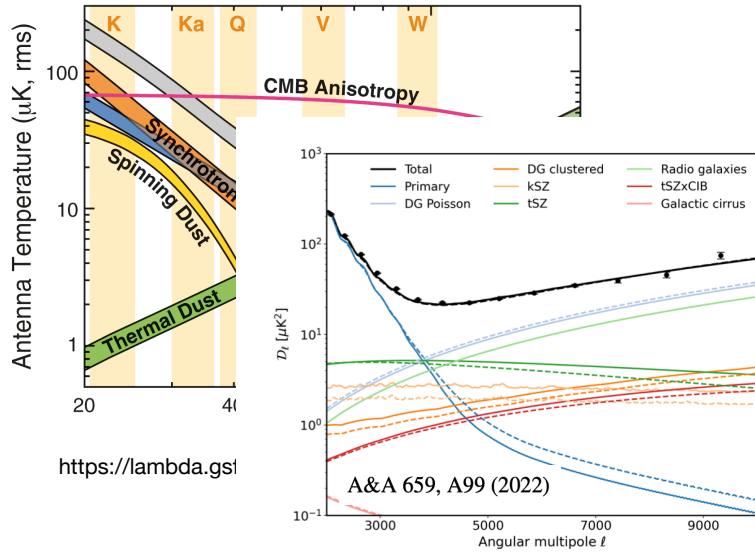 K Ka Q V W
Antenna Temperature (μK, rms)
100
10
1
20
CMB Anisotropy
Synchrotron
Spinning Dust
Thermal Dust
https://lambda.gsf
Total
Primary
DG Poisson
DG clustered
kSZ
tSZ
Radio galaxies
tSZxCIB
Galactic cirrus
𝒟ℓ [μK²]
10³
10²
10¹
10⁰
10⁻¹
A&A 659, A99 (2022)
3000 5000 7000 9000
Angular multipole ℓ